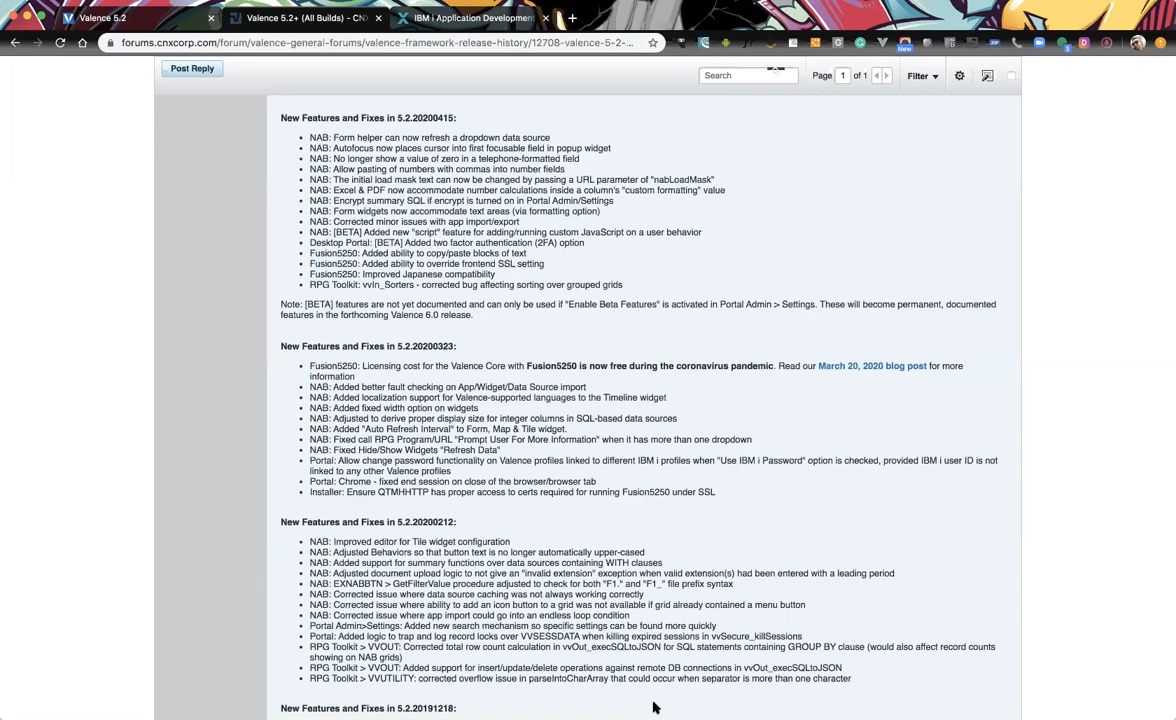 Valence 5.2
Valence 5.2+ (All Builds) - CNX
IBM i Application Development
forums.cnxcorp.com/forum/valence-general-forums/valence-framework-release-history/12708-valence-5-2-...
New
Post Reply
Search
Page 1 of 1
Filter
New Features and Fixes in 5.2.20200415:
• NAB: Form helper can now refresh a dropdown data source
• NAB: Autofocus now places cursor into first focusable field in popup widget
• NAB: No longer show a value of zero in a telephone-formatted field
• NAB: Allow pasting of numbers with commas into number fields
• NAB: The initial load mask text can now be changed by passing a URL parameter of "nabLoadMask"
• NAB: Excel & PDF now accommodate number calculations inside a column's "custom formatting" value
• NAB: Encrypt summary SQL if encrypt is turned on in Portal Admin/Settings
• NAB: Form widgets now accommodate text areas (via formatting option)
• NAB: Corrected minor issues with app import/export
• NAB: [BETA] Added new "script" feature for adding/running custom JavaScript on a user behavior
• Desktop Portal: [BETA] Added two factor authentication (2FA) option
• Fusion5250: Added ability to copy/paste blocks of text
• Fusion5250: Added ability to override frontend SSL setting
• Fusion5250: Improved Japanese compatibility
• RPG Toolkit: vvIn_Sorters - corrected bug affecting sorting over grouped grids
Note: [BETA] features are not yet documented and can only be used if "Enable Beta Features" is activated in Portal Admin > Settings. These will become permanent, documented
features in the forthcoming Valence 6.0 release.
New Features and Fixes in 5.2.20200323:
• Fusion5250: Licensing cost for the Valence Core with Fusion5250 is now free during the coronavirus pandemic. Read our March 20, 2020 blog post for more
information
• NAB: Added better fault checking on App/Widget/Data Source import
• NAB: Added localization support for Valence-supported languages to the Timeline widget
• NAB: Added fixed width option on widgets
• NAB: Adjusted to derive proper display size for integer columns in SQL-based data sources
• NAB: Added "Auto Refresh Interval" to Form, Map & Tile widget.
• NAB: Fixed call RPG Program/URL "Prompt User For More Information" when it has more than one dropdown
• NAB: Fixed Hide/Show Widgets "Refresh Data"
• Portal: Allow change password functionality on Valence profiles linked to different IBM i profiles when "Use IBM i Password" option is checked, provided IBM i user ID is not
linked to any other Valence profiles
• Portal: Chrome - fixed end session on close of the browser/browser tab
• Installer: Ensure QTMHHTTP has proper access to certs required for running Fusion5250 under SSL
New Features and Fixes in 5.2.20200212:
• NAB: Improved editor for Tile widget configuration
• NAB: Adjusted Behaviors so that button text is no longer automatically upper-cased
• NAB: Added support for summary functions over data sources containing WITH clauses
• NAB: Adjusted document upload logic to not give an "invalid extension" exception when valid extension(s) had been entered with a leading period
• NAB: EXNABBTN > GetFilterValue procedure adjusted to check for both "F1." and "F1_" file prefix syntax
• NAB: Corrected issue where data source caching was not always working correctly
• NAB: Corrected issue where ability to add an icon button to a grid was not available if grid already contained a menu button
• NAB: Corrected issue where app import could go into an endless loop condition
• Portal Admin>Settings: Added new search mechanism so specific settings can be found more quickly
• Portal: Added logic to trap and log record locks over VVSESSDATA when killing expired sessions in vvSecure_killSessions
• RPG Toolkit > VVOUT: Corrected total row count calculation in vvOut_execSQLtoJSON for SQL statements containing GROUP BY clause (would also affect record counts
showing on NAB grids)
• RPG Toolkit > VVOUT: Added support for insert/update/delete operations against remote DB connections in vvOut_execSQLtoJSON
• RPG Toolkit > VVUTILITY: corrected overflow issue in parseIntoCharArray that could occur when separator is more than one character
New Features and Fixes in 5.2.20191218: